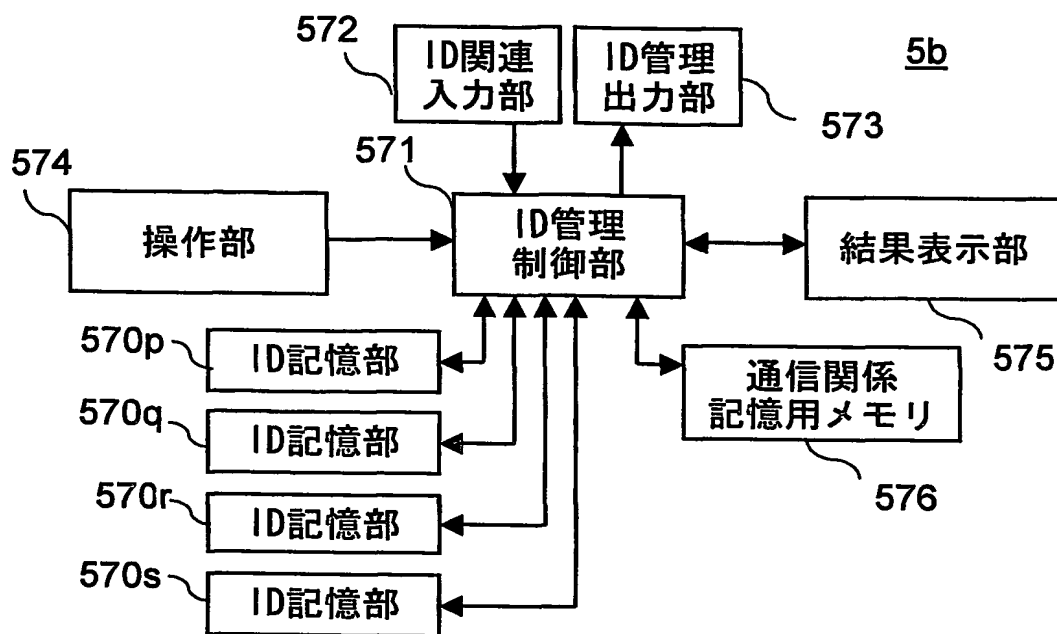 572
ID関連
入力部
ID管理
出力部
5b
573
571
574
操作部
ID管理
制御部
結果表示部
575
570p
ID記憶部
通信関係
記憶用メモリ
576
570q
ID記憶部
570r
ID記憶部
570s
ID記憶部